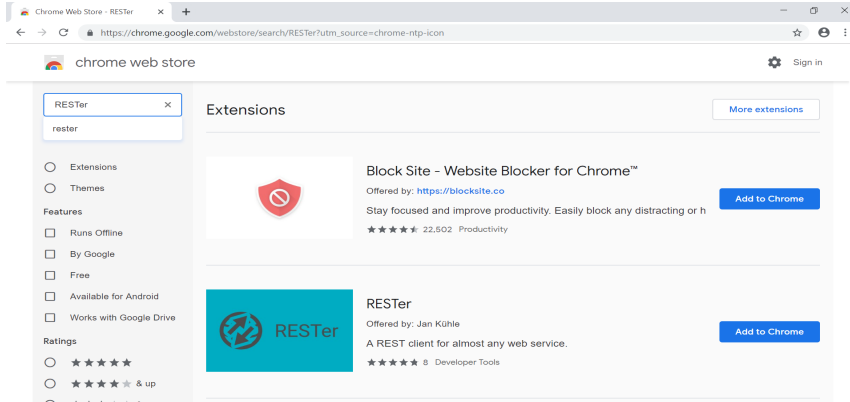 Chrome Web Store - RESTer
https://chrome.google.com/webstore/search/RESTer?utm_source=chrome-ntp-icon
chrome web store
Sign in
RESTer
rester
Extensions
Themes
Features
Runs Offline
By Google
Free
Available for Android
Works with Google Drive
Ratings
& up
Extensions
More extensions
Block Site - Website Blocker for Chrome™
Offered by: https://blocksite.co
Stay focused and improve productivity. Easily block any distracting or h
22,502 Productivity
Add to Chrome
RESTer
RESTer
Offered by: Jan Kühle
A REST client for almost any web service.
8 Developer Tools
Add to Chrome